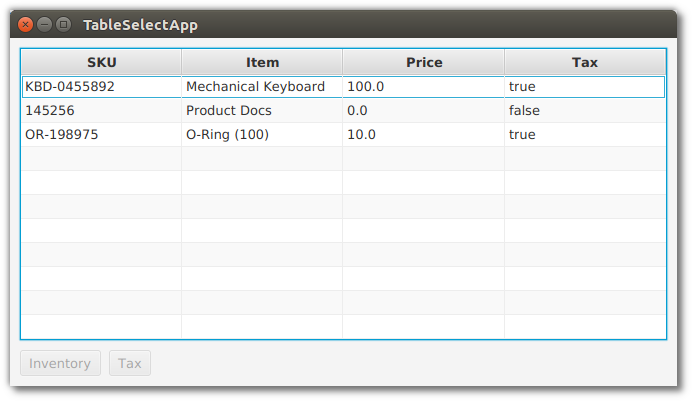 TableSelectApp
SKU Item Price Tax
KBD-0455892 Mechanical Keyboard 100.0 true
145256 Product Docs 0.0 false
OR-198975 O-Ring (100) 10.0 true
Inventory Tax